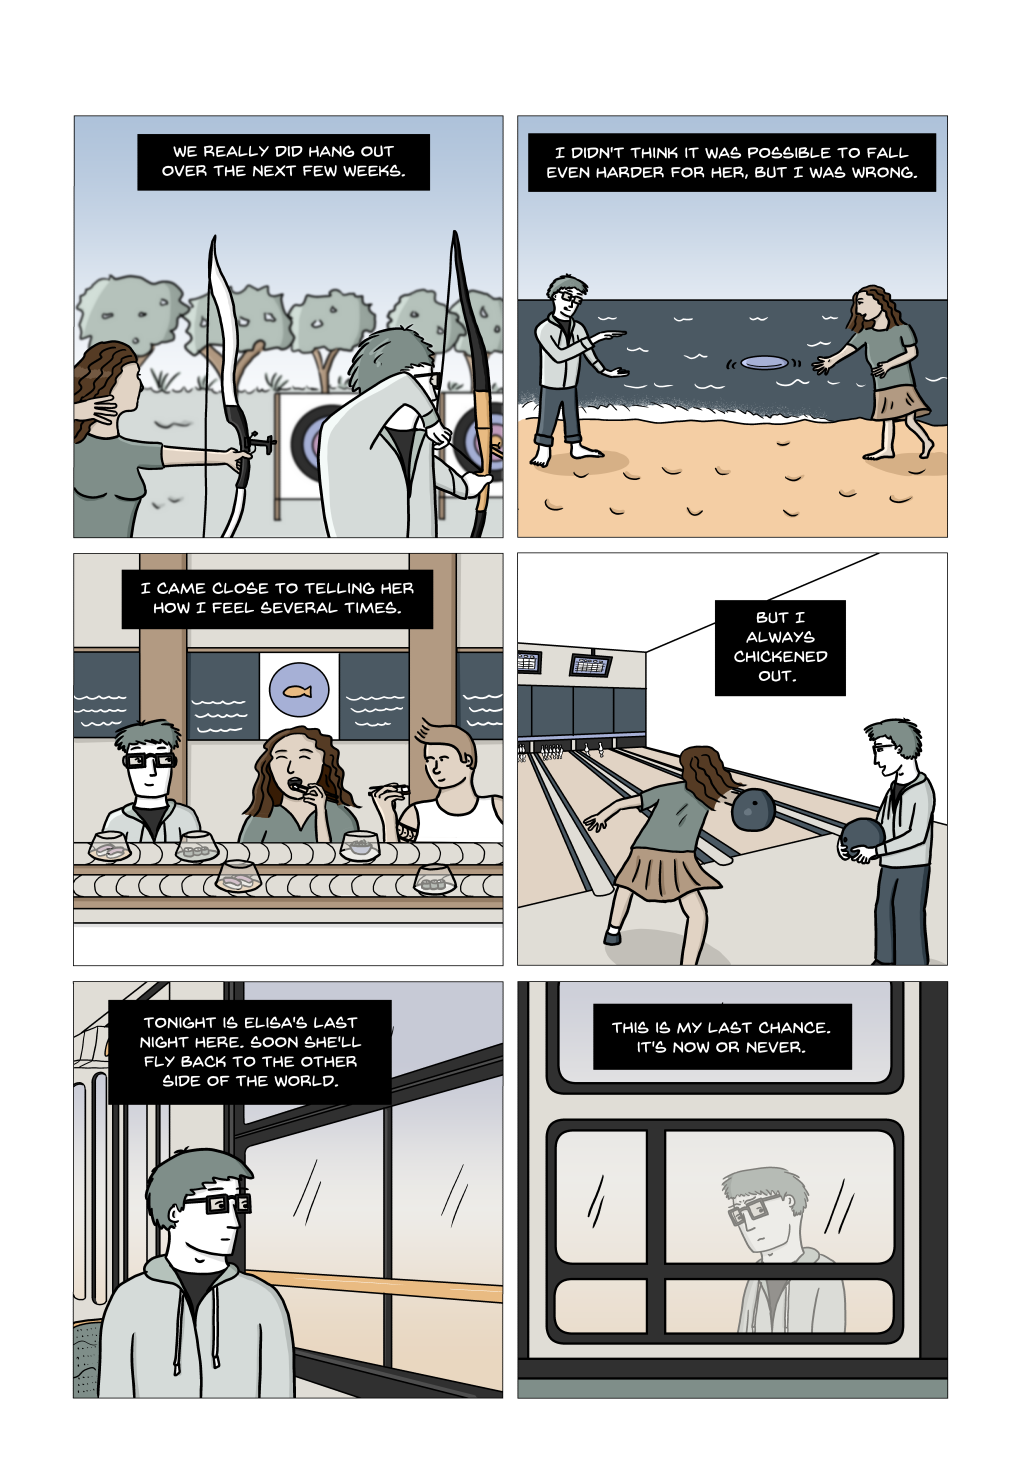 WE REALLY DID HANG OUT
OVER THE NEXT FEW WEEKS.
I DIDN'T THINK IT WAS POSSIBLE TO FALL
EVEN HARDER FOR HER, BUT I WAS WRONG.
I CAME CLOSE TO TELLING HER
HOW I FEEL SEVERAL TIMES.
BUT I
ALWAYS
CHICKENED
OUT.
TONIGHT IS ELISA'S LAST
NIGHT HERE. SOON SHE'LL
FLY BACK TO THE OTHER
SIDE OF THE WORLD.
THIS IS MY LAST CHANCE.
IT'S NOW OR NEVER.